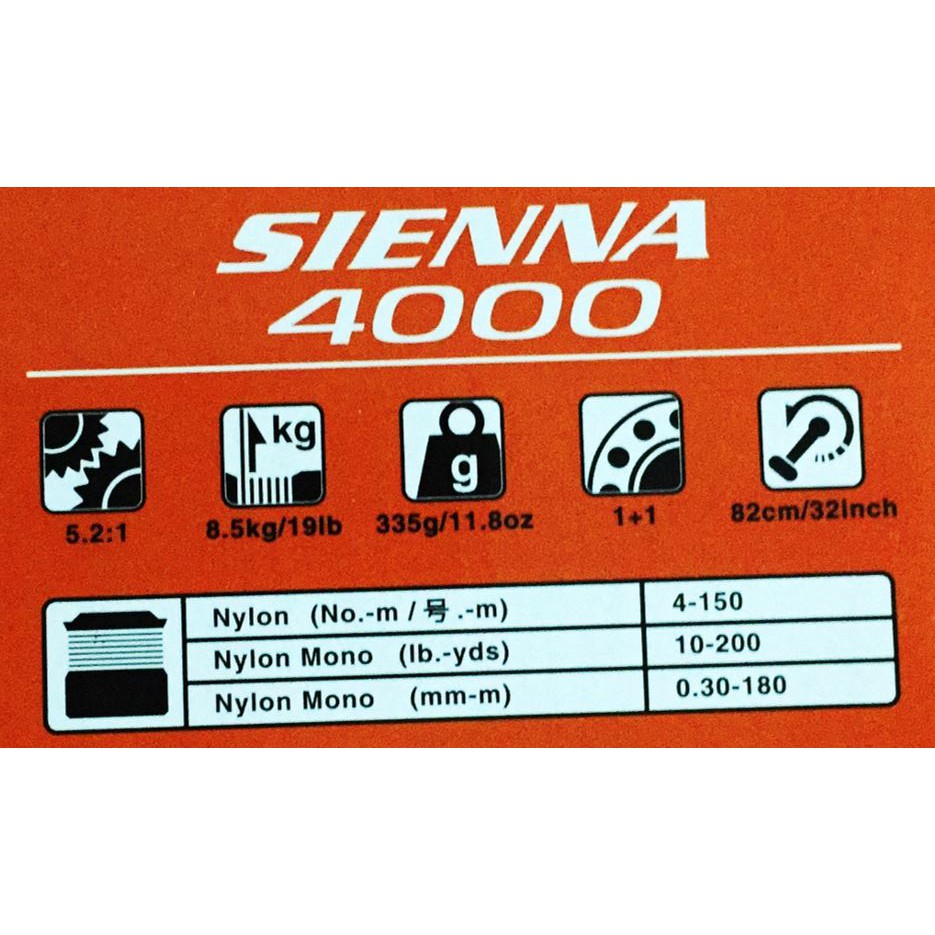 SIENNA
4000
kg
g
5.2:1
8.5kg/19lb
335g/11.8oz
1+1
82cm/32inch
Nylon (No.-m / 号.-m) 4-150
Nylon Mono (lb.-yds) 10-200
Nylon Mono (mm-m) 0.30-180